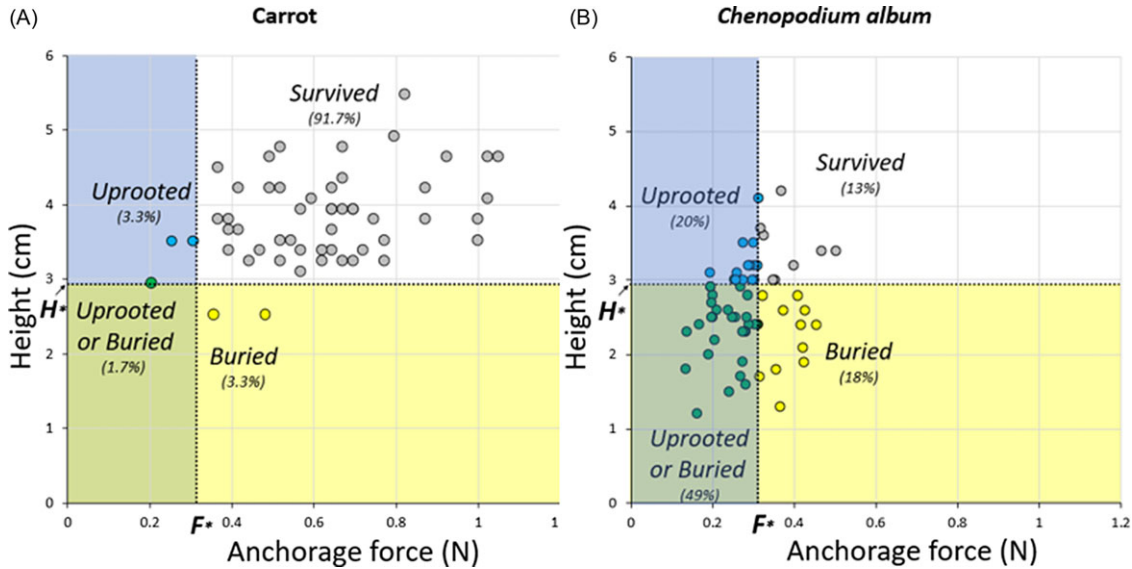 (A)
Carrot
Height (cm)
6
5
4
3
2
1
0
H*
Survived
(91.7%)
Uprooted
(3.3%)
Uprooted
or Buried
(1.7%)
Buried
(3.3%)
0
0.2
F*
0.4
0.6
0.8
1
1
Anchorage force (N)
(B)
Chenopodium album
Height (cm)
6
5
4
3
2
1
0
H*
Survived
(13%)
Uprooted
(20%)
Buried
(18%)
Uprooted
or Buried
(49%)
0
0.2
F*
0.4
0.6
0.8
1
1.2
Anchorage force (N)